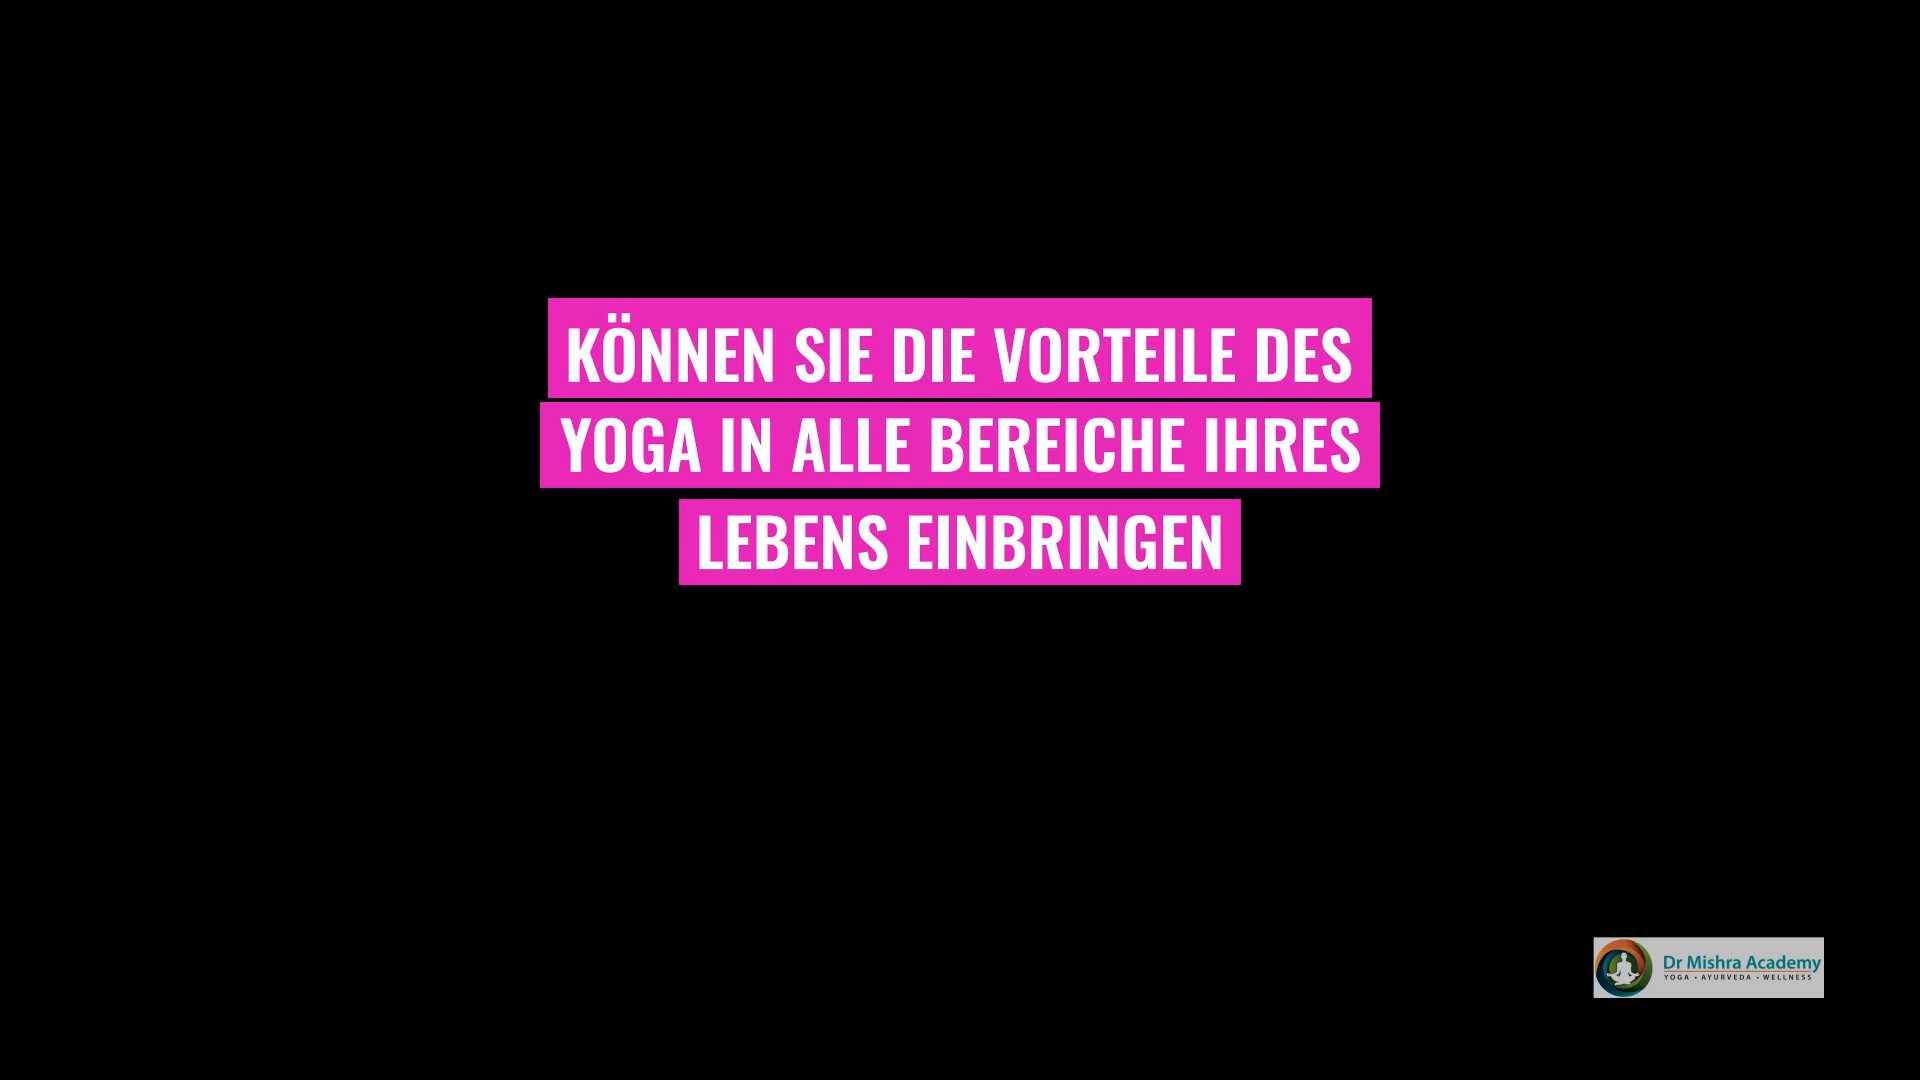 KÖNNEN SIE DIE VORTEILE DES
YOGA IN ALLE BEREICHE IHRES
LEBENS EINBRINGEN
Dr Mishra Academy
YOGA • AYURVEDA • WELLNESS